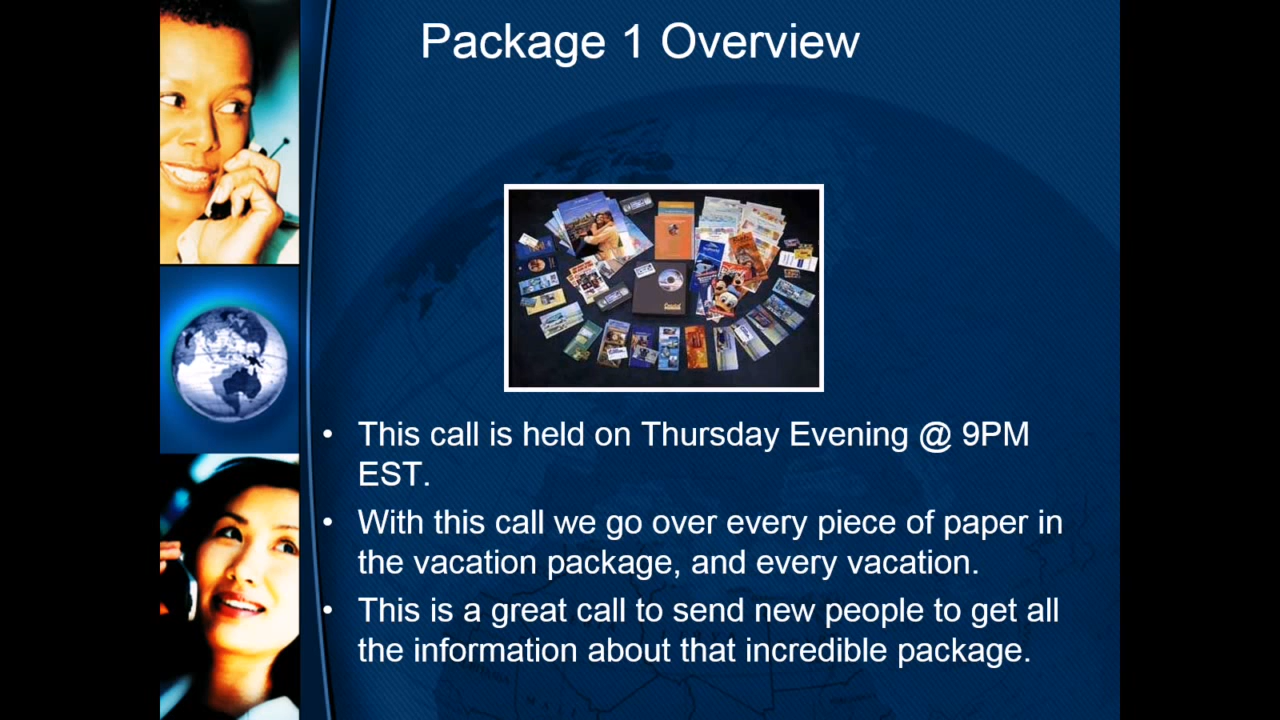 Package 1 Overview
• This call is held on Thursday Evening @ 9PM
EST.
• With this call we go over every piece of paper in
the vacation package, and every vacation.
• This is a great call to send new people to get all
the information about that incredible package.